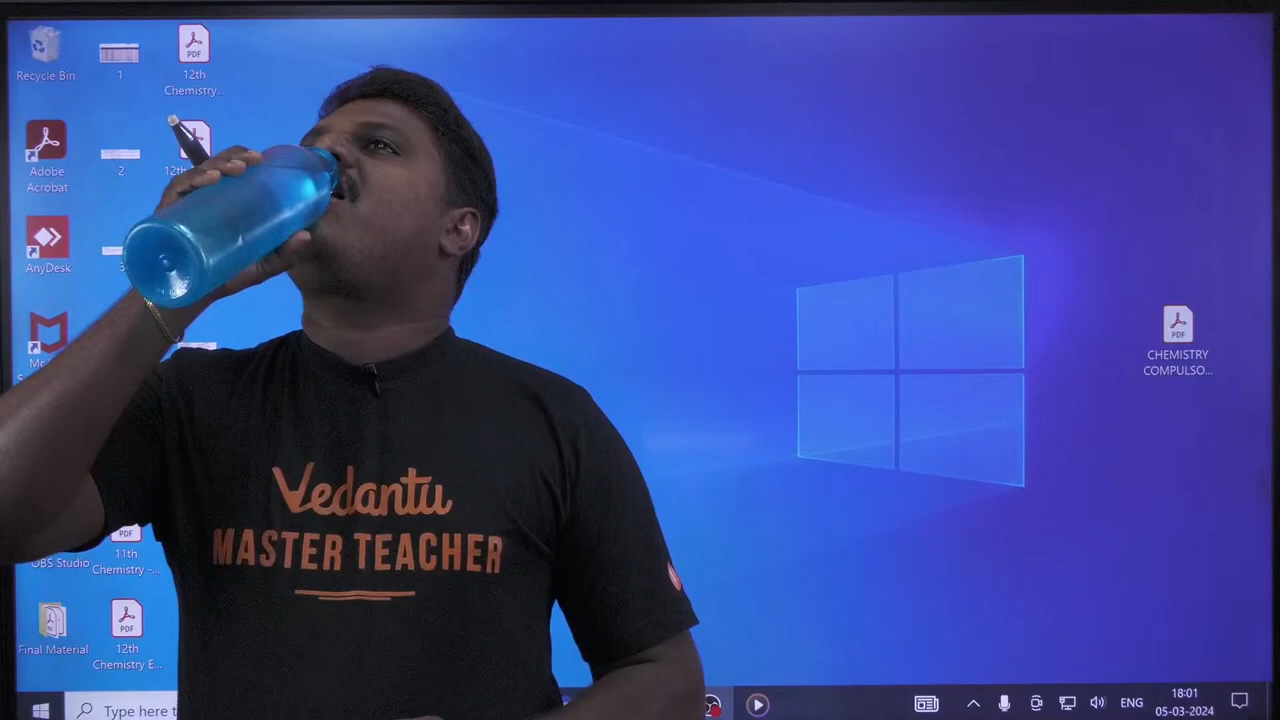 Recycle Bin
1
12th
Chemistry...
Adobe
Acrobat
2
AnyDesk
Vedantu
MASTER TEACHER
CHEMISTRY
COMPULSO...
OBS Studio
11th
Chemistry -...
Final Material
12th
Chemistry E...
Type here t
ENG
18:01
05-03-2024
PDF
PDF
PDF
PDF